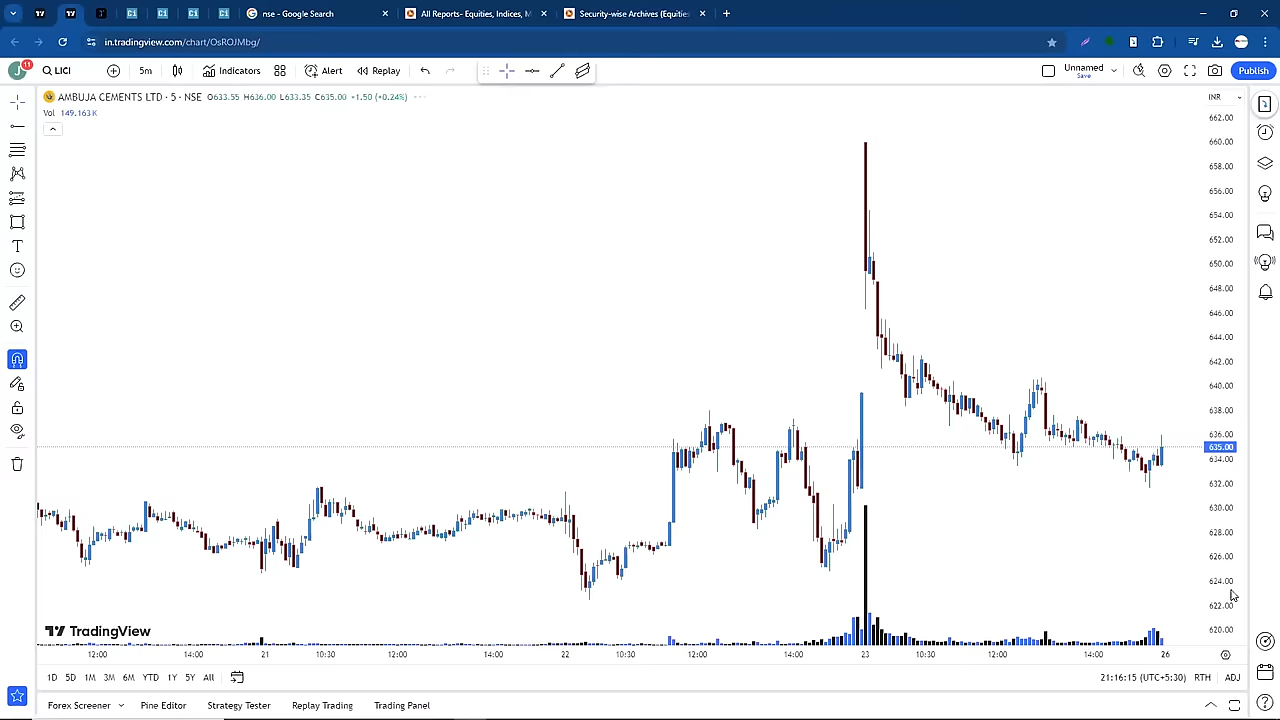 nse - Google Search
All Reports- Equities, Indices, M
Security-wise Archives (Equities
in.tradingview.com/chart/OsROJMbg/
J 11
LICI
5m
Indicators
Alert
Replay
Unnamed
Save
Publish
AMBUJA CEMENTS LTD · 5 · NSE O633.55 H636.00 L633.35 C635.00 +1.50 (+0.24%)
INR
Vol 149.163 K
662.00
660.00
658.00
656.00
654.00
652.00
650.00
648.00
646.00
644.00
642.00
640.00
638.00
636.00
635.00
634.00
632.00
630.00
628.00
626.00
624.00
622.00
620.00
TradingView
12:00 14:00 21 10:30 12:00 14:00 22 10:30 12:00 14:00 23 10:30 12:00 14:00 26
1D 5D 1M 3M 6M YTD 1Y 5Y All
21:16:15 (UTC+5:30) RTH ADJ
Forex Screener Pine Editor Strategy Tester Replay Trading Trading Panel